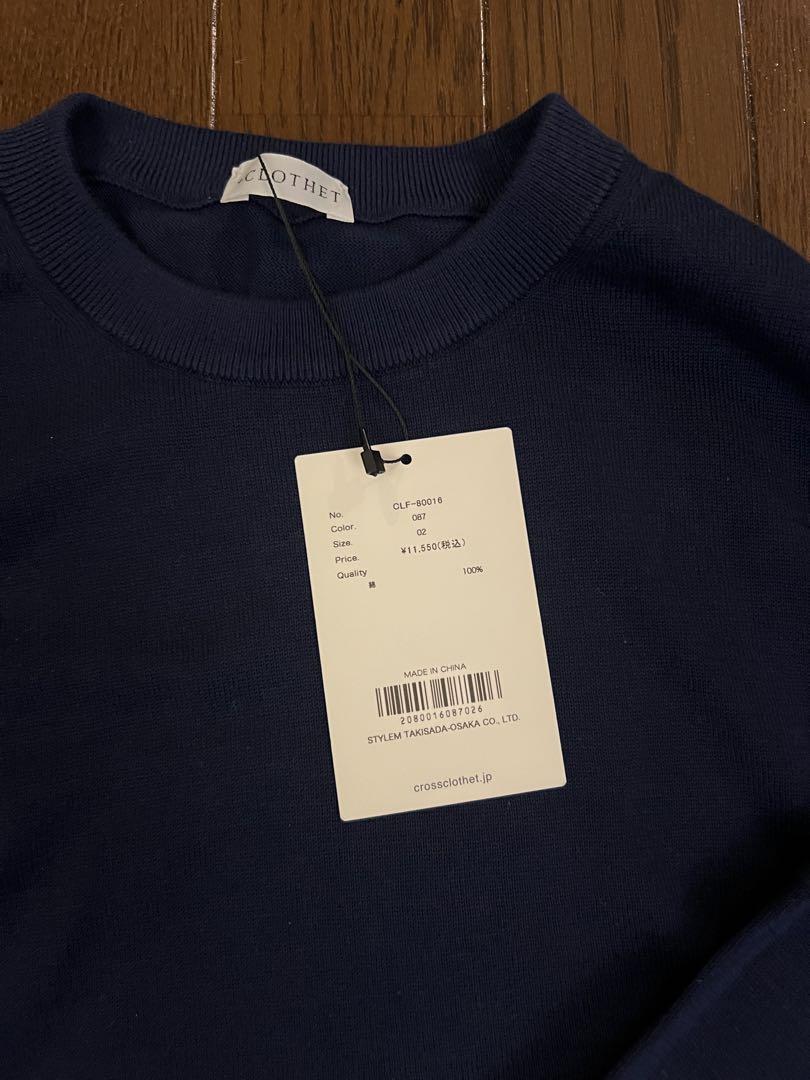 CLOTHET
No. CLF-80016
Color. 087
Size. 02
Price. ¥11,550(税込)
Quality
綿 100%
MADE IN CHINA
2080016087026
STYLEM TAKISADA-OSAKA CO., LTD.
crossclothet.jp